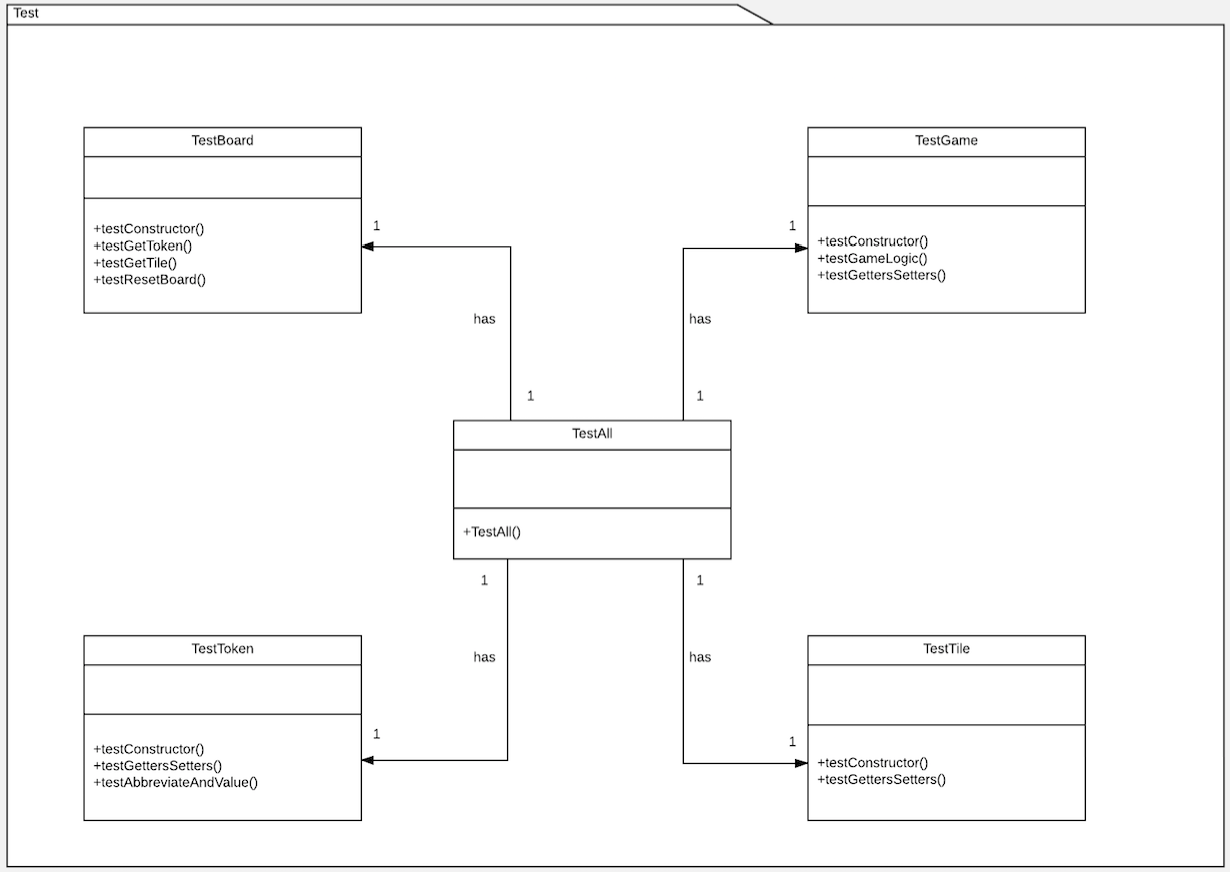 Test
TestBoard
+testConstructor()
+testGetToken()
+testGetTile()
+testResetBoard()
1
has
1
TestGame
+testConstructor()
+testGameLogic()
+testGettersSetters()
1
has
1
TestAll
+TestAll()
1
has
1
TestToken
+testConstructor()
+testGettersSetters()
+testAbbreviateAndValue()
1
has
1
TestTile
+testConstructor()
+testGettersSetters()